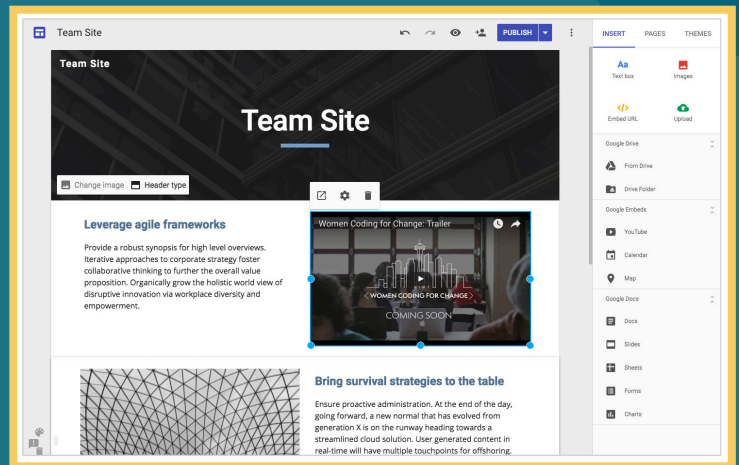 Team Site
PUBLISH
INSERT PAGES THEMES
Team Site
Team Site
Change image Header type
Aa
Text box Images
Embed URL Upload
Google Drive
From Drive
Drive Folder
Google Embeds
YouTube
Calendar
Map
Google Docs
Docs
Slides
Sheets
Forms
Charts
Leverage agile frameworks
Provide a robust synopsis for high level overviews.
Iterative approaches to corporate strategy foster
collaborative thinking to further the overall value
proposition. Organically grow the holistic world view of
disruptive innovation via workplace diversity and
empowerment.
Women Coding for Change: Trailer
WOMEN CODING FOR CHANGE
COMING SOON
Bring survival strategies to the table
Ensure proactive administration. At the end of the day,
going forward, a new normal that has evolved from
generation X is on the runway heading towards a
streamlined cloud solution. User generated content in
real-time will have multiple touchpoints for offshoring.